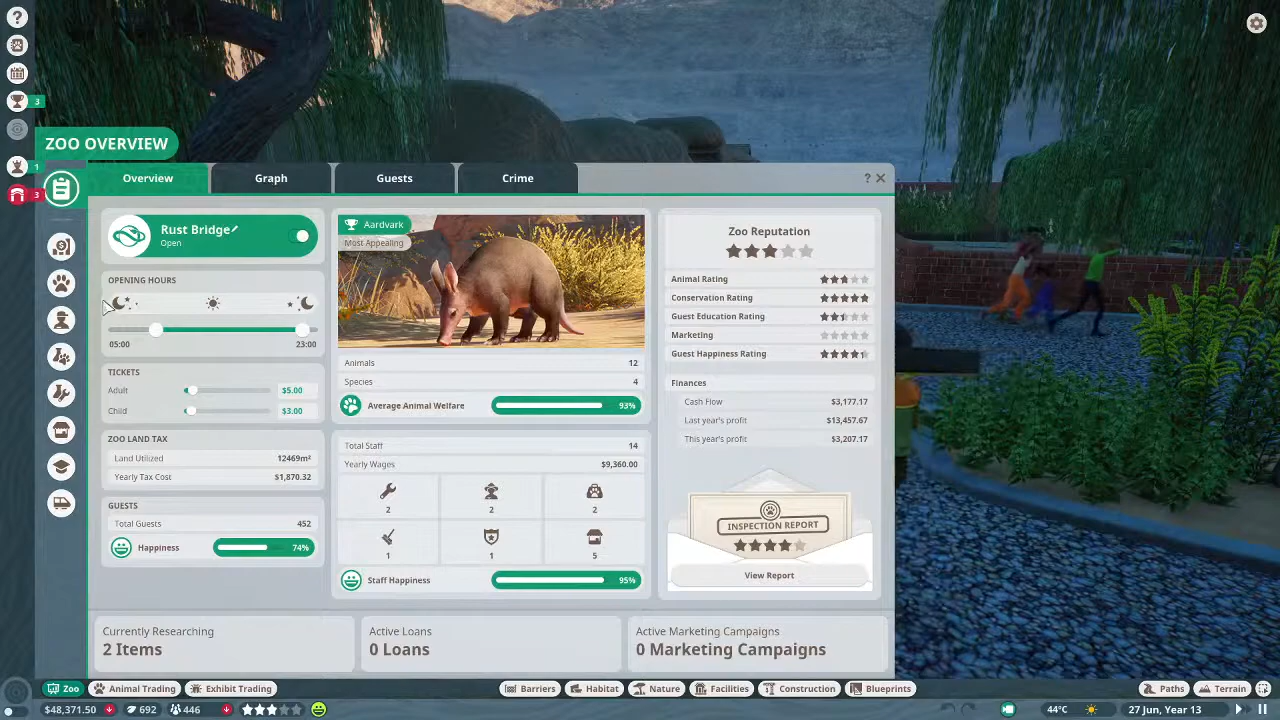 ?
3
1
3
ZOO OVERVIEW
Overview
Graph
Guests
Crime
?
Rust Bridge
Open
OPENING HOURS
05:00
23:00
TICKETS
Adult
$5.00
Child
$3.00
ZOO LAND TAX
Land Utilized
12469m²
Yearly Tax Cost
$1,870.32
GUESTS
Total Guests
452
Happiness
74%
Aardvark
Most Appealing
Animals
12
Species
4
Average Animal Welfare
93%
Total Staff
14
Yearly Wages
$9,360.00
2
2
2
1
1
5
Staff Happiness
95%
Zoo Reputation
Animal Rating
Conservation Rating
Guest Education Rating
Marketing
Guest Happiness Rating
Finances
Cash Flow
$3,177.17
Last year's profit
$13,457.67
This year's profit
$3,207.17
INSPECTION REPORT
View Report
Currently Researching
2 Items
Active Loans
0 Loans
Active Marketing Campaigns
0 Marketing Campaigns
Zoo
Animal Trading
Exhibit Trading
Barriers
Habitat
Nature
Facilities
Construction
Blueprints
Paths
Terrain
$48,371.50
692
446
44°C
27 Jun, Year 13